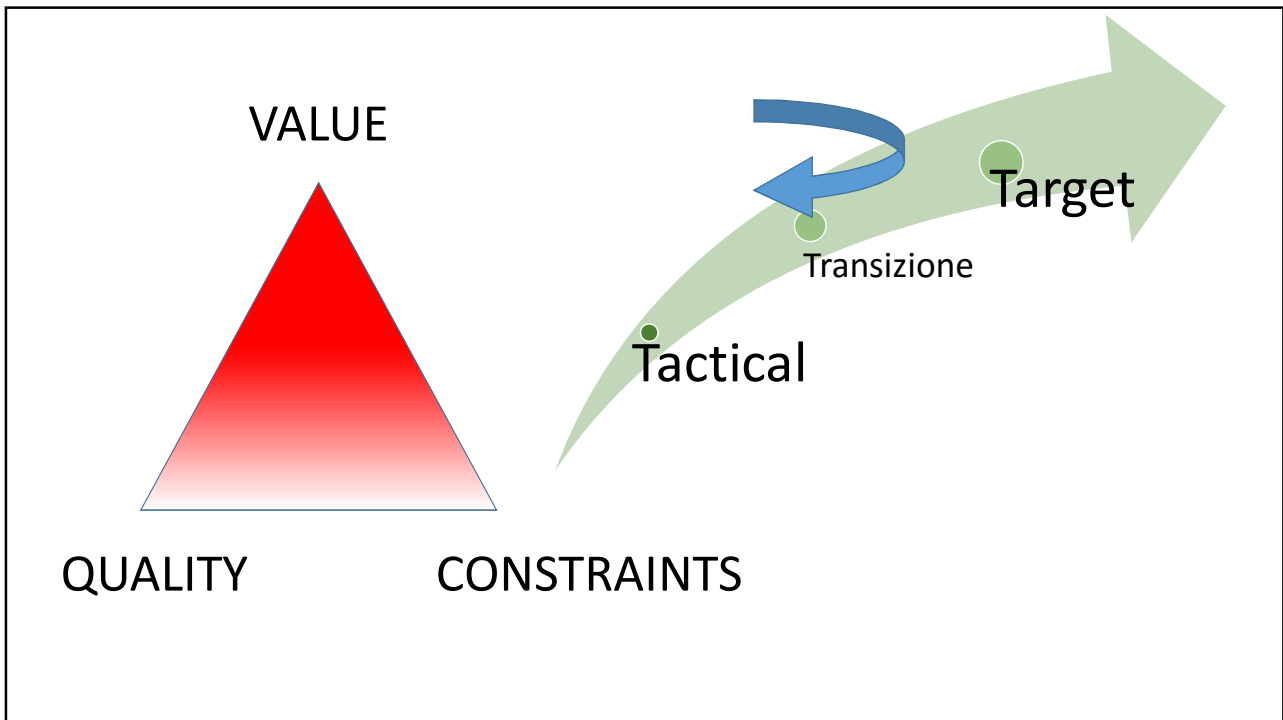 VALUE
QUALITY
CONSTRAINTS
Tactical
Transizione
Target